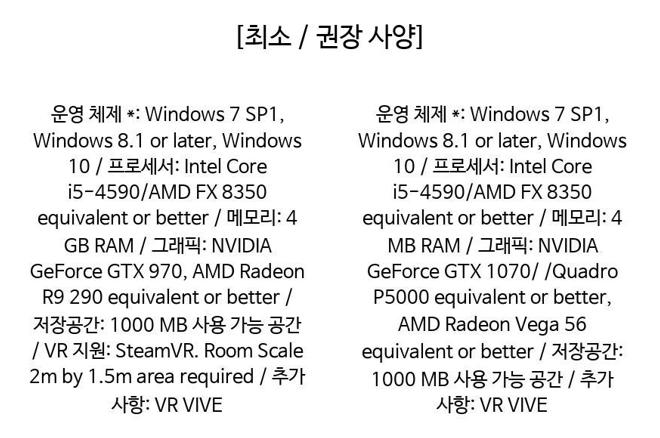 [최소 / 권장 사양]
운영 체제 *: Windows 7 SP1,
Windows 8.1 or later, Windows
10 / 프로세서: Intel Core
i5-4590/AMD FX 8350
equivalent or better / 메모리: 4
GB RAM / 그래픽: NVIDIA
GeForce GTX 970, AMD Radeon
R9 290 equivalent or better /
저장공간: 1000 MB 사용 가능 공간
/ VR 지원: SteamVR. Room Scale
2m by 1.5m area required / 추가
사항: VR VIVE
운영 체제 *: Windows 7 SP1,
Windows 8.1 or later, Windows
10 / 프로세서: Intel Core
i5-4590/AMD FX 8350
equivalent or better / 메모리: 4
MB RAM / 그래픽: NVIDIA
GeForce GTX 1070/ /Quadro
P5000 equivalent or better,
AMD Radeon Vega 56
equivalent or better / 저장공간:
1000 MB 사용 가능 공간 / 추가
사항: VR VIVE